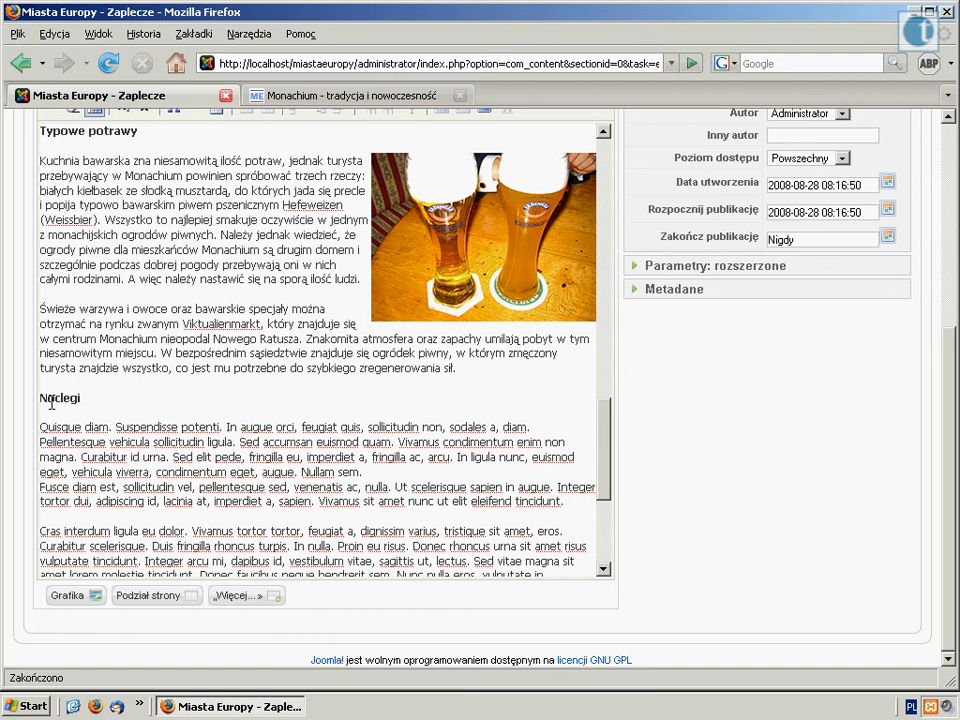 Miasta Europy - Zaplecze - Mozilla Firefox
Plik Edycja Widok Historia Zakładki Narzędzia Pomoc
http://localhost/miastaeuropy/administrator/index.php?option=com_content&sectionid=0&task=e
Google
ABP
Miasta Europy - Zaplecze
ME Monachium - tradycja i nowoczesność
Typowe potrawy
Kuchnia bawarska zna niesamowitą ilość potraw, jednak turysta
przebywający w Monachium powinien spróbować trzech rzeczy:
białych kiełbasek ze słodką musztardą, do których jada się precle
i popija typowo bawarskim piwem pszenicznym Hefeweizen
(Weissbier). Wszystko to najlepiej smakuje oczywiście w jednym
z monachijskich ogrodów piwnych. Należy jednak wiedzieć, że
ogrody piwne dla mieszkańców Monachium są drugim domem i
szczególnie podczas dobrej pogody przebywają oni w nich
całymi rodzinami. A więc należy nastawić się na sporą ilość ludzi.
Świeże warzywa i owoce oraz bawarskie specjały można
otrzymać na rynku zwanym Viktualienmarkt, który znajduje się
w centrum Monachium nieopodal Nowego Ratusza. Znakomita atmosfera oraz zapachy umilają pobyt w tym
niesamowitym miejscu. W bezpośrednim sąsiedztwie znajduje się ogródek piwny, w którym zmęczony
turysta znajdzie wszystko, co jest mu potrzebne do szybkiego zregenerowania sił.
Noclegi
Quisque diam. Suspendisse potenti. In augue orci, feugiat quis, sollicitudin non, sodales a, diam.
Pellentesque vehicula sollicitudin ligula. Sed accumsan euismod quam. Vivamus condimentum enim non
magna. Curabitur id urna. Sed elit pede, fringilla eu, imperdiet a, fringilla ac, arcu. In ligula nunc, euismod
eget, vehicula viverra, condimentum eget, augue. Nullam sem.
Fusce diam est, sollicitudin vel, pellentesque sed, venenatis ac, nulla. Ut scelerisque sapien in augue. Integer
tortor dui, adipiscing id, lacinia at, imperdiet a, sapien. Vivamus sit amet nunc ut elit eleifend tincidunt.
Cras interdum ligula eu dolor. Vivamus tortor tortor, feugiat a, dignissim varius, tristique sit amet, eros.
Curabitur scelerisque. Duis fringilla rhoncus turpis. In nulla. Proin eu risus. Donec rhoncus urna sit amet risus
vulputate tincidunt. Integer arcu mi, dapibus id, vestibulum vitae, sagittis ut, lectus. Sed vitae magna sit
amet lorem molestie tincidunt. Donec faucibus neque hendrerit sem. Nunc nulla eros, vulputate in,
Grafika Podział strony „Więcej... »
Autor Administrator
Inny autor
Poziom dostępu Powszechny
Data utworzenia 2008-08-28 08:16:50
Rozpocznij publikację 2008-08-28 08:16:50
Zakończ publikację Nigdy
Parametry: rozszerzone
Metadane
Joomla! jest wolnym oprogramowaniem dostępnym na licencji GNU GPL
Zakończono
Start » Miasta Europy - Zaple... PL